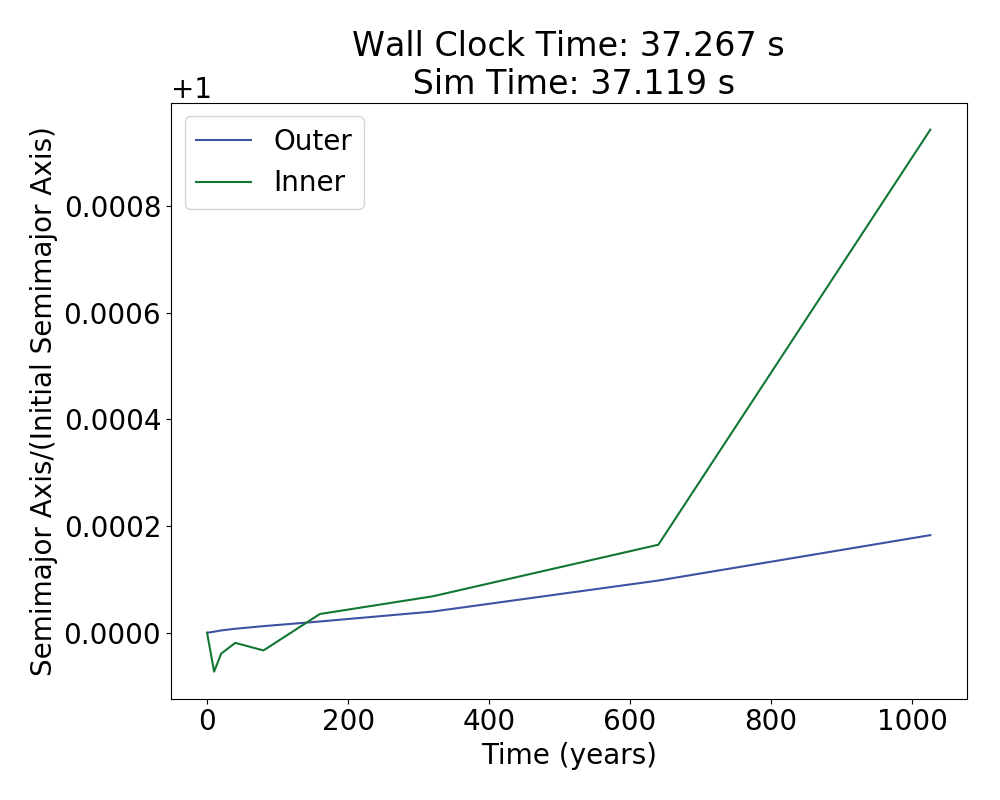 Wall Clock Time: 37.267 s
Sim Time: 37.119 s
+1
Outer
Inner
Semimajor Axis/(Initial Semimajor Axis)
0.0008
0.0006
0.0004
0.0002
0.0000
0 200 400 600 800 1000
Time (years)